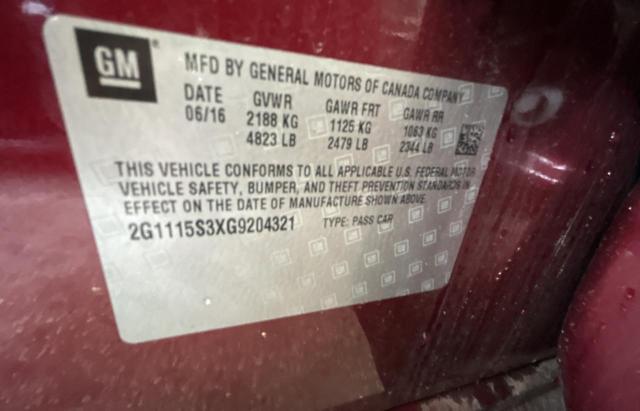 GM
MFD BY GENERAL MOTORS OF CANADA COMPANY
DATE GVWR GAWR FRT GAWR RR
06/16 2188 KG 1125 KG 1063 KG
4823 LB 2479 LB 2344 LB
THIS VEHICLE CONFORMS TO ALL APPLICABLE U.S. FEDERAL MOTOR
VEHICLE SAFETY, BUMPER, AND THEFT PREVENTION STANDARDS IN
EFFECT ON THE DATE OF MANUFACTURE SHOWN ABOVE.
2G1115S3XG9204321 TYPE: PASS CAR